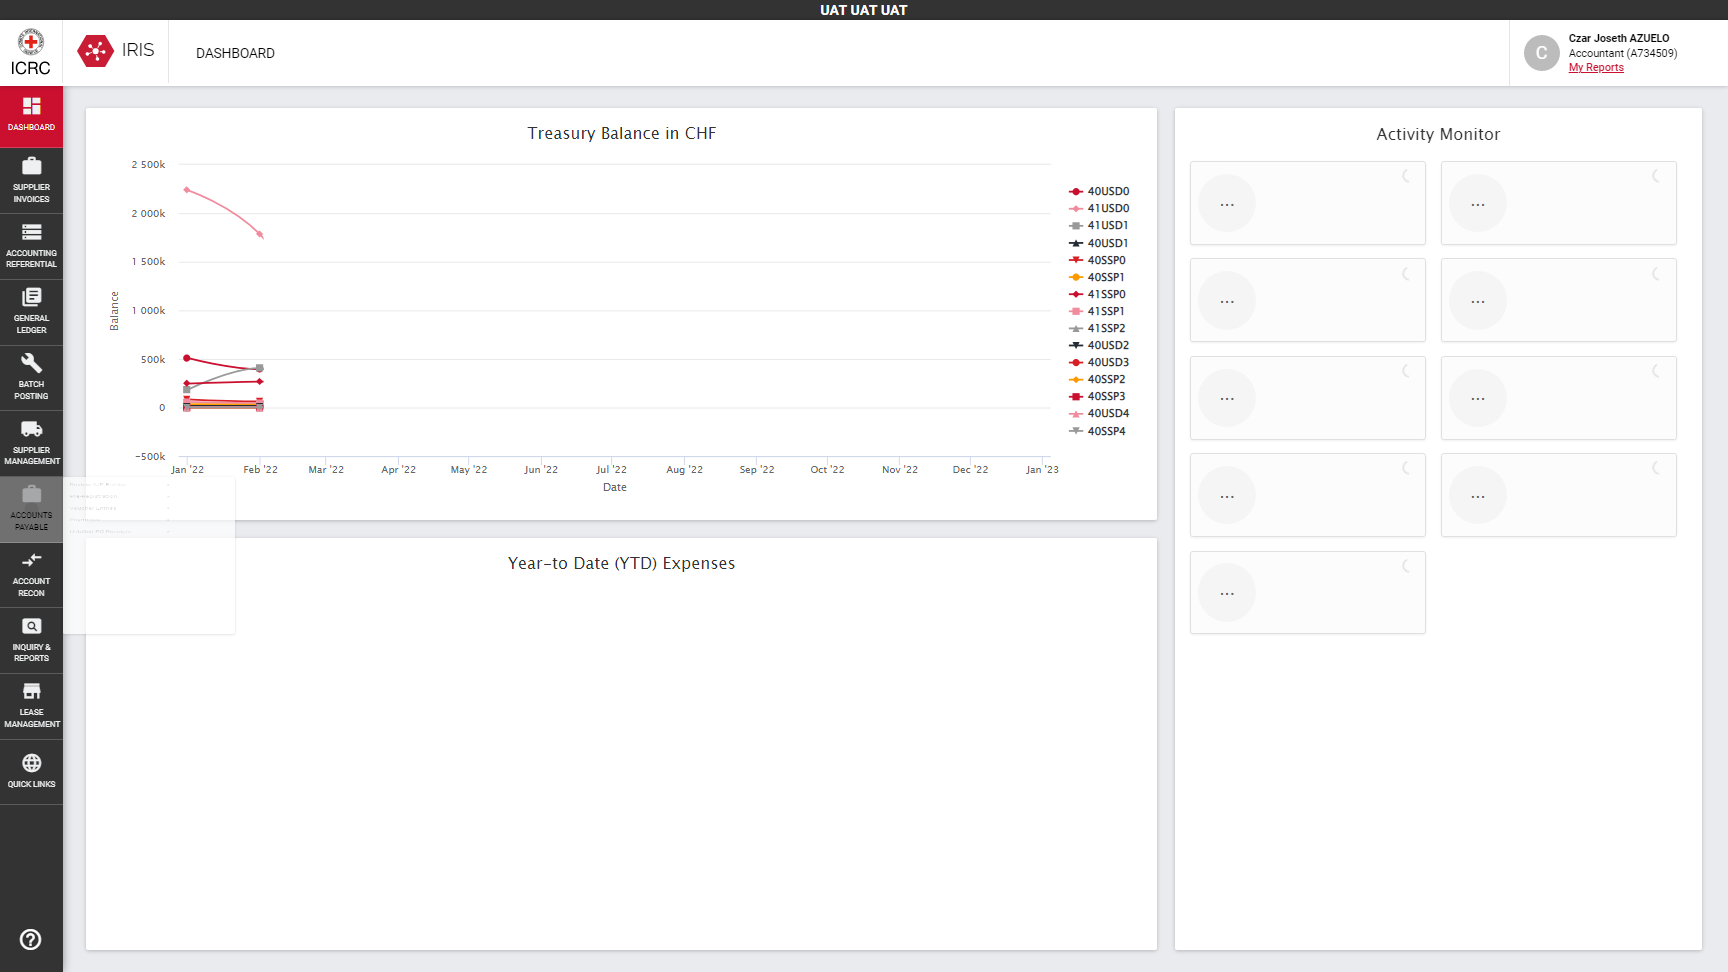 UAT UAT UAT
ICRC
IRIS
DASHBOARD
C
Czar Joseth AZUELO
Accountant (A734509)
My Reports
DASHBOARD
SUPPLIER
INVOICES
ACCOUNTING
REFERENTIAL
GENERAL
LEDGER
BATCH
POSTING
SUPPLIER
MANAGEMENT
ACCOUNTS
PAYABLE
ACCOUNT
RECON
INQUIRY &
REPORTS
LEASE
MANAGEMENT
QUICK LINKS
Treasury Balance in CHF
Balance
2 500k
2 000k
1 500k
1 000k
500k
0
−500k
Jan '22
Feb '22
Mar '22
Apr '22
May '22
Jun '22
Jul '22
Aug '22
Sep '22
Oct '22
Nov '22
Dec '22
Jan '23
Date
40USD0
41USD0
41USD1
40USD1
40SSP0
40SSP1
41SSP0
41SSP1
41SSP2
40USD2
40USD3
40SSP2
40SSP3
40USD4
40SSP4
Year-to Date (YTD) Expenses
Activity Monitor
...
...
...
...
...
...
...
...
...